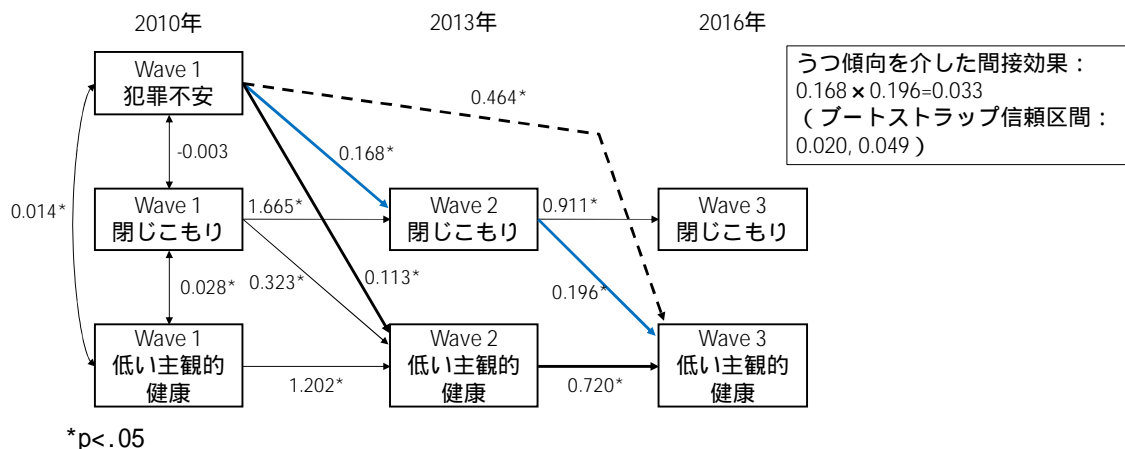 2010年
2013年
2016年
Wave 1
犯罪不安
うつ傾向を介した間接効果：
0.168×0.196=0.033
（ブートストラップ信頼区間：
0.020, 0.049）
0.464*
-0.003
0.168*
0.014*
Wave 1
閉じこもり
1.665*
Wave 2
閉じこもり
0.911*
Wave 3
閉じこもり
0.028*
0.323*
0.113*
0.196*
Wave 1
低い主観的
健康
1.202*
Wave 2
低い主観的
健康
0.720*
Wave 3
低い主観的
健康
*p<.05